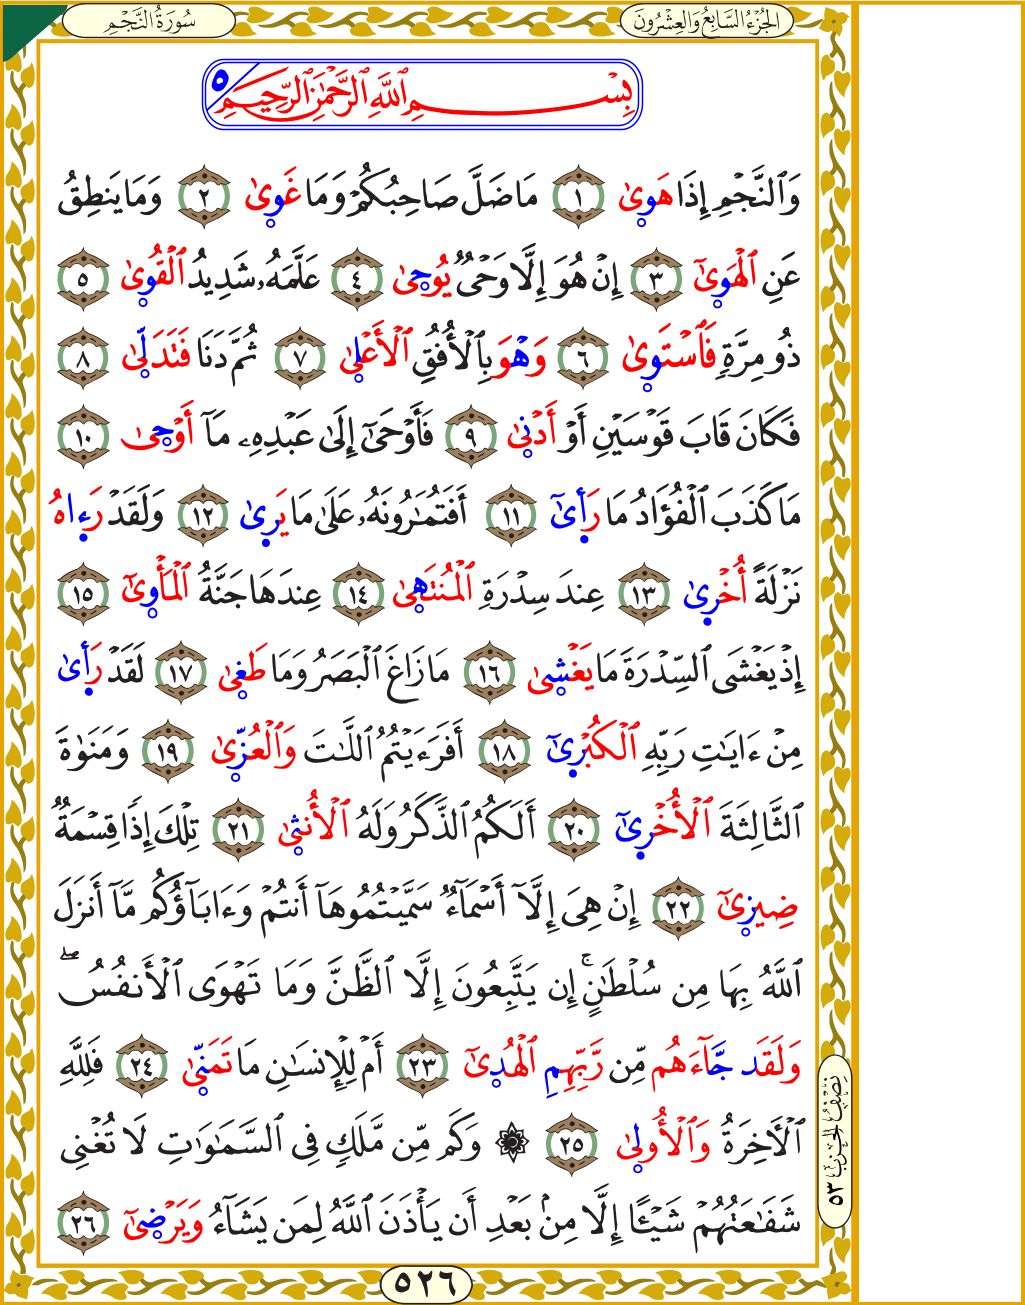 سُورَةُ النَّجْمِ
الجُزْءُ السَّابِعُ وَالعِشْرُونَ
٥
بِسْمِ ٱللَّهِ ٱلرَّحْمَٰنِ ٱلرَّحِيمِ
وَٱلنَّجْمِ إِذَا هَوٰى ١ مَا ضَلَّ صَاحِبُكُمْ وَمَا غَوٰى ٢ وَمَا يَنطِقُ
عَنِ ٱلْهَوٰىٓ ٣ إِنْ هُوَ إِلَّا وَحْىٌ يُوحٰى ٤ عَلَّمَهُۥ شَدِيدُ ٱلْقُوٰى ٥
ذُو مِرَّةٍ فَٱسْتَوٰى ٦ وَهْوَ بِٱلْأُفُقِ ٱلْأَعْلٰى ٧ ثُمَّ دَنَا فَتَدَلّٰى ٨
فَكَانَ قَابَ قَوْسَيْنِ أَوْ أَدْنٰى ٩ فَأَوْحَىٰٓ إِلَىٰ عَبْدِهِۦ مَآ أَوْحٰى ١٠
مَا كَذَبَ ٱلْفُؤَادُ مَا رَأٰىٓ ١١ أَفَتُمَٰرُونَهُۥ عَلَىٰ مَا يَرٰى ١٢ وَلَقَدْ رَءِاهُ
نَزْلَةً أُخْرٰى ١٣ عِندَ سِدْرَةِ ٱلْمُنتَهٰى ١٤ عِندَهَا جَنَّةُ ٱلْمَأْوٰىٓ ١٥
إِذْ يَغْشَى ٱلسِّدْرَةَ مَا يَغْشٰى ١٦ مَا زَاغَ ٱلْبَصَرُ وَمَا طَغٰى ١٧ لَقَدْ رَأٰى
مِنْ ءَايَٰتِ رَبِّهِ ٱلْكُبْرٰىٓ ١٨ أَفَرَءَيْتُمُ ٱللَّٰتَ وَٱلْعُزّٰى ١٩ وَمَنَوٰةَ
ٱلثَّالِثَةَ ٱلْأُخْرٰىٓ ٢٠ أَلَكُمُ ٱلذَّكَرُ وَلَهُ ٱلْأُنثٰى ٢١ تِلْكَ إِذًا قِسْمَةٌ
ضِيزٰىٓ ٢٢ إِنْ هِىَ إِلَّآ أَسْمَآءٌ سَمَّيْتُمُوهَآ أَنتُمْ وَءَابَآؤُكُم مَّآ أَنزَلَ
ٱللَّهُ بِهَا مِن سُلْطَٰنٍۚ إِن يَتَّبِعُونَ إِلَّا ٱلظَّنَّ وَمَا تَهْوَى ٱلْأَنفُسُۖ
وَلَقَد جَّآءَهُم مِّن رَّبِّهِمِ ٱلْهُدٰىٓ ٢٣ أَمْ لِلْإِنسَٰنِ مَا تَمَنّٰى ٢٤ فَلِلَّهِ
ٱلْأٓخِرَةُ وَٱلْأُولٰى ٢٥ ۞ وَكَم مِّن مَّلَكٍ فِى ٱلسَّمَٰوَٰتِ لَا تُغْنِى
شَفَٰعَتُهُمْ شَيْـًٔا إِلَّا مِنۢ بَعْدِ أَن يَأْذَنَ ٱللَّهُ لِمَن يَشَآءُ وَيَرْضٰىٓ ٢٦
نِصْفُ الحِزْبِ ٥٣
٥٢٦